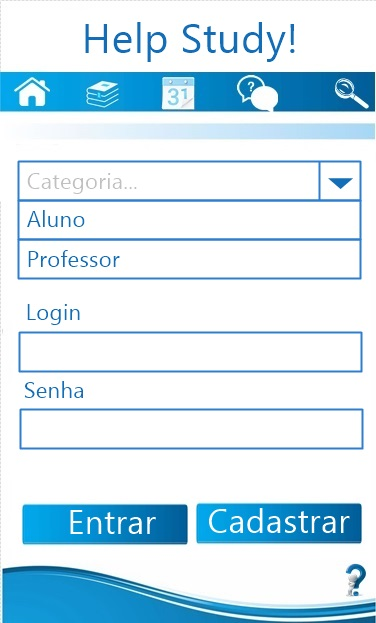 Help Study!
31
?
Categoria...
Aluno
Professor
Login
Senha
Entrar
Cadastrar
?